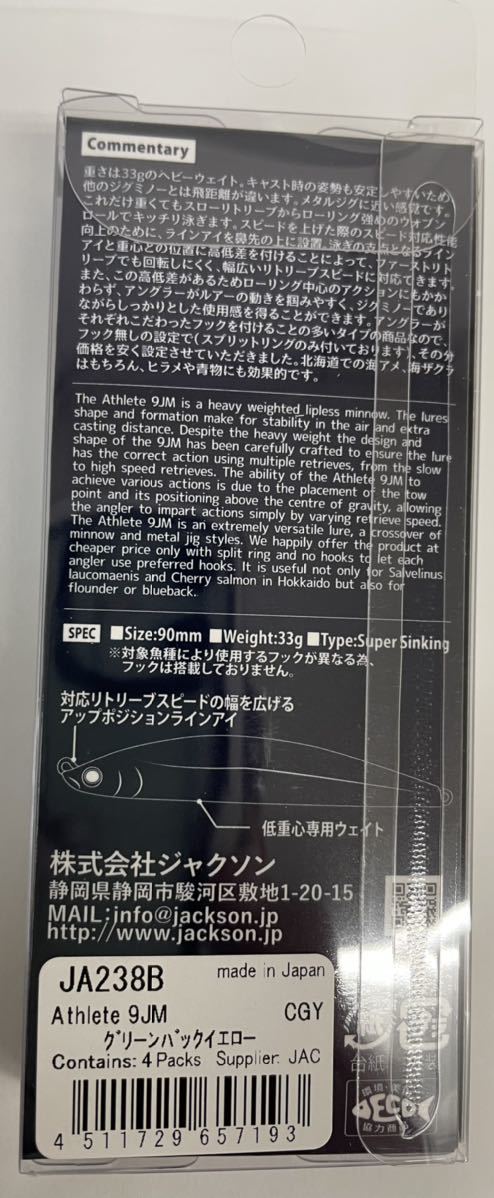 Commentary
重さは33gのヘビーウェイト。キャスト時の姿勢も安定しやすいため
他のジグミノーとは飛距離が違います。メタルジグに近い感覚です。
これだけ重くてもスローリトリーブからローリング強めのウォブン
ロールでキッチリ泳ぎます。スピードを上げた際のスピード対応性能
向上のために、ラインアイを鼻先の上に設置。泳ぎの支点となるライン
アイと重心との位置に高低差を付けることによって、ファーストリト
リーブでも回転しにくく、幅広いリトリーブスピードに対応できます。
また、この高低差があるためローリング中心のアクションにもかか
わらず、アングラーがルアーの動きを掴みやすく、ジグミノーであり
ながらしっかりとした使用感を得ることができます。アングラーが
それぞれこだわったフックを付けることの多いタイプの商品なので、
フック無しの設定で(スプリットリングのみ付いております)、その分
価格を安く設定させていただきました。北海道での海アメ、海ザクラ
はもちろん、ヒラメや青物にも効果的です。
The Athlete 9JM is a heavy weighted lipless minnow. The lures
shape and formation make for stability in the air and extra
casting distance. Despite the heavy weight the design and
shape of the 9JM has been carefully crafted to ensure the lure
has the correct action using multiple retrieves, from the slow
to high speed retrieves. The ability of the Athlete 9JM to
achieve various actions is due to the placement of the tow
point and its positioning above the centre of gravity, allowing
the angler to impart actions simply by varying retrieve speed.
The Athlete 9JM is an extremely versatile lure, a crossover of
minnow and metal jig styles. We happily offer the product at
cheaper price only with split ring and no hooks to let each
angler use preferred hooks. It is useful not only for Salvelinus
laucomaenis and Cherry salmon in Hokkaido but also for
flounder or blueback.
SPEC ■Size:90mm ■Weight:33g ■Type:Super Sinking
※対象魚種により使用するフックが異なる為、
フックは搭載しておりません。
対応リトリーブスピードの幅を広げる
アップポジションラインアイ
低重心専用ウェイト
株式会社ジャクソン
静岡県静岡市駿河区敷地1-20-15
MAIL;info@jackson.jp
http://www.jackson.jp
JA238B made in Japan
Athlete 9JM CGY
グリーンバックイエロー
Contains: 4 Packs Supplier: JAC
4 511729 657193
台紙
環境・美
ECO
協力商